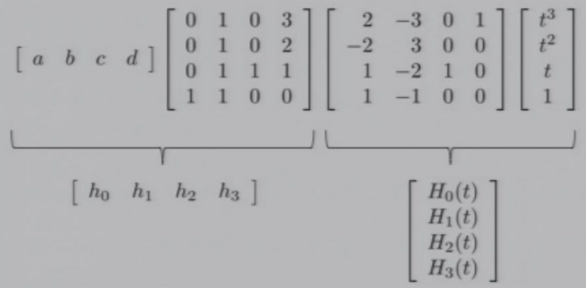 [ a b c d ] [ 0 1 0 3 ] [ 2 −3 0 1 ] [ t³ ]
[ 0 1 0 2 ] [ −2 3 0 0 ] [ t² ]
[ 0 1 1 1 ] [ 1 −2 1 0 ] [ t ]
[ 1 1 0 0 ] [ 1 −1 0 0 ] [ 1 ]
[ h₀ h₁ h₂ h₃ ]
[ H₀(t) ]
[ H₁(t) ]
[ H₂(t) ]
[ H₃(t) ]